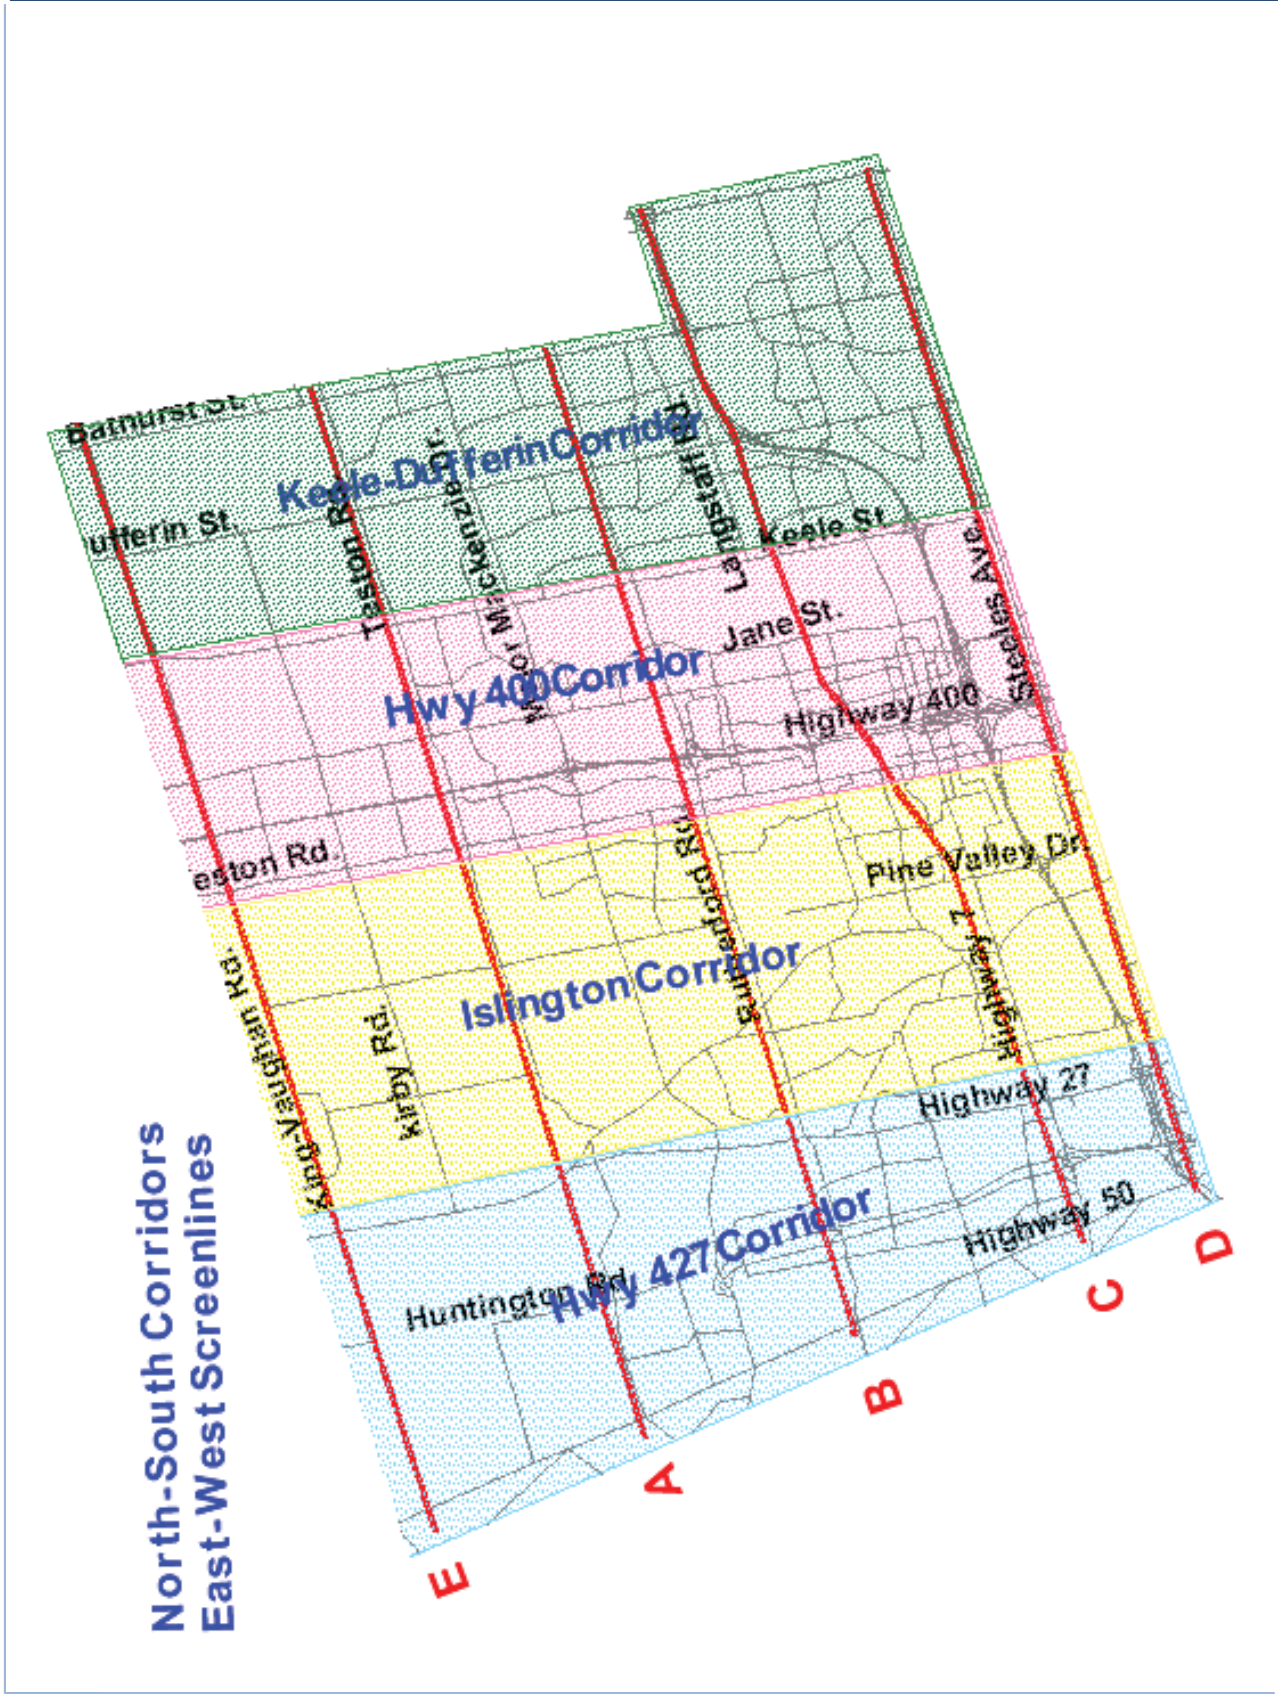 North-South Corridors
East-West Screenlines
Bathurst St.
ufferin St.
Teston Rd.
Keele-Dufferin Corridor
Major Mackenzie Dr.
Langstaff Rd.
Keele St.
Hwy 400 Corridor
Jane St.
Highway 400
Steeles Ave.
eston Rd.
Rutherford Rd.
Pine Valley Dr.
King-Vaughan Rd.
kirby Rd.
Islington Corridor
Highway 7
Highway 27
Huntington Rd.
Hwy 427 Corridor
Highway 50
E
A
B
C
D